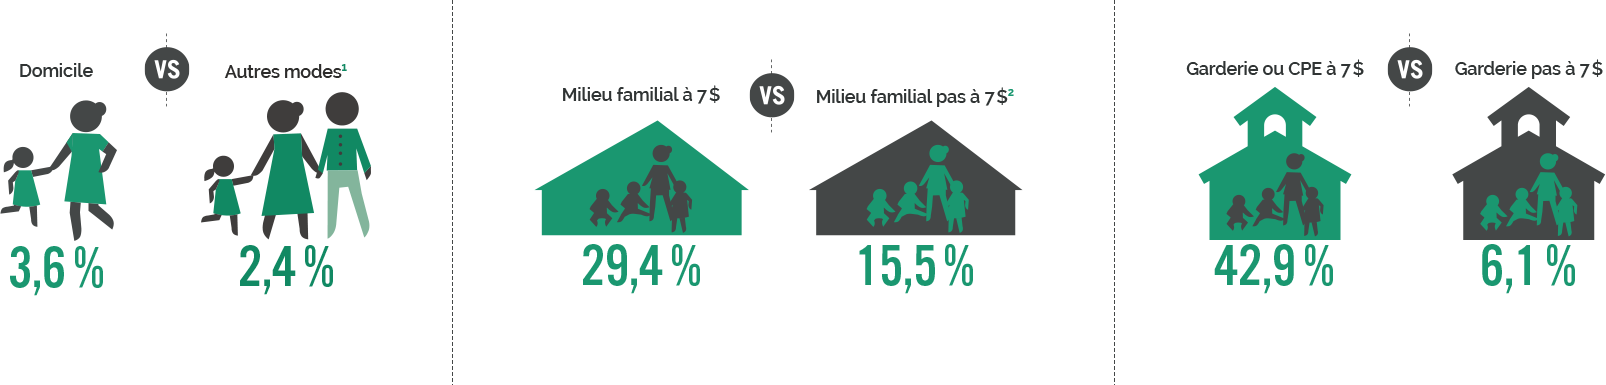 Domicile
VS
Autres modes¹
3,6 %
2,4 %
Milieu familial à 7 $
VS
Milieu familial pas à 7 $²
29,4 %
15,5 %
Garderie ou CPE à 7 $
VS
Garderie pas à 7 $
42,9 %
6,1 %